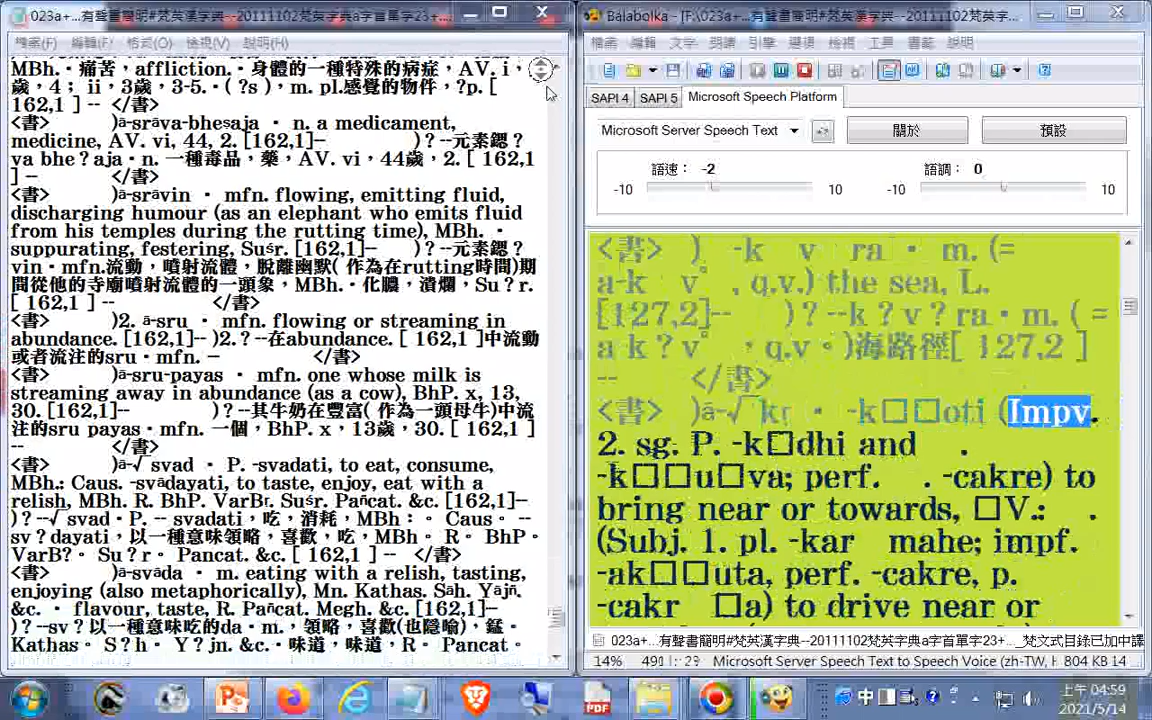 023a+...有聲書簡明#梵英漢字典--20111102梵英字典a字首單字23+...
檔案(F) 編輯(E) 格式(O) 檢視(V) 說明(H)
MBh.‧痛苦，affliction.‧身體的一種特殊的病症，AV. i，
歲，4； ii，3歲，3-5.‧( ?s )，m. pl.感覺的物件，?p. [
162,1 ] -- </書>
<書> )ā-srāva-bhesaja ‧ n. a medicament,
medicine, AV. vi, 44, 2. [162,1]-- )？--元素鍶？
ya bhe？aja‧n. 一種毒品，藥，AV. vi，44歲，2. [ 162,1
] -- </書>
<書> )ā-srāvin ‧ mfn. flowing, emitting fluid,
discharging humour (as an elephant who emits fluid
from his temples during the rutting time), MBh. ‧
suppurating, festering, Suśr. [162,1]-- )？--元素鍶？
vin‧mfn.流動，噴射流體，脫離幽默( 作為在rutting時間)期
間從他的寺廟噴射流體的一頭象，MBh.‧化膿，潰爛，Su？r.
[ 162,1 ] -- </書>
<書> )2. ā-sru ‧ mfn. flowing or streaming in
abundance. [162,1]-- )2.？--在abundance. [ 162,1 ]中流動
或者流注的sru‧mfn. -- </書>
<書> )ā-sru-payas ‧ mfn. one whose milk is
streaming away in abundance (as a cow), BhP. x, 13,
30. [162,1]-- )？--其牛奶在豐富( 作為一頭母牛)中流
注的sru payas‧mfn. 一個，BhP. x，13歲，30. [ 162,1 ]
-- </書>
<書> )ā-√ svad ‧ P. -svadati, to eat, consume,
MBh.: Caus. -svādayati, to taste, enjoy, eat with a
relish, MBh. R. BhP. VarBṛ. Suśr. Pañcat. &c. [162,1]--
)？--√ svad‧P. -- svadati，吃，消耗，MBh：。 Caus。 --
sv？dayati，以一種意味領略，喜歡，吃，MBh。 R。 BhP。
VarB?。 Su？r。 Pancat. &c. [ 162,1 ] -- </書>
<書> )ā-svāda ‧ m. eating with a relish, tasting,
enjoying (also metaphorically), Mn. Kathas. Sāh. Yājñ.
&c. ‧ flavour, taste, R. Pañcat. Megh. &c. [162,1]--
)？--sv？以一種意味吃的da‧m.，領略，喜歡(也隱喻)，錳。
Kathas。 S？h。 Y？jn. &c.‧味道，味道，R。 Pancat。
Balabolka - [F:\023a+...有聲書簡明#梵英漢字典--20111102梵英字...
檔案 編輯 文字 朗讀 引擎 選項 檢視 工具 書籤 說明
SAPI 4 SAPI 5 Microsoft Speech Platform
Microsoft Server Speech Text 關於 預設
語速： -2 語調： 0
-10 10 -10 10
<書> ) -k v ra ‧ m. (=
a-k v° , q.v.) the sea, L.
[127,2]-- )？--k？v？ra‧m. ( =
a k？v° ，q.v。)海路徑[ 127,2 ]
-- </書>
<書> )ā-√ kṛ ‧ -k□□oti (Impv.
2. sg. P. -k□dhi and .
-k□□u□va; perf. . -cakre) to
bring near or towards, □V.: .
(Subj. 1. pl. -kar mahe; impf.
-ak□□uta, perf. -cakre, p.
-cakr □a) to drive near or
023a+...有聲書簡明#梵英漢字典--20111102梵英字典a字首單字23+..._梵文式目錄已加中譯
14% 491 : 29 Microsoft Server Speech Text to Speech Voice (zh-TW, H 804 KB 14
中
上午 04:59
2021/5/14